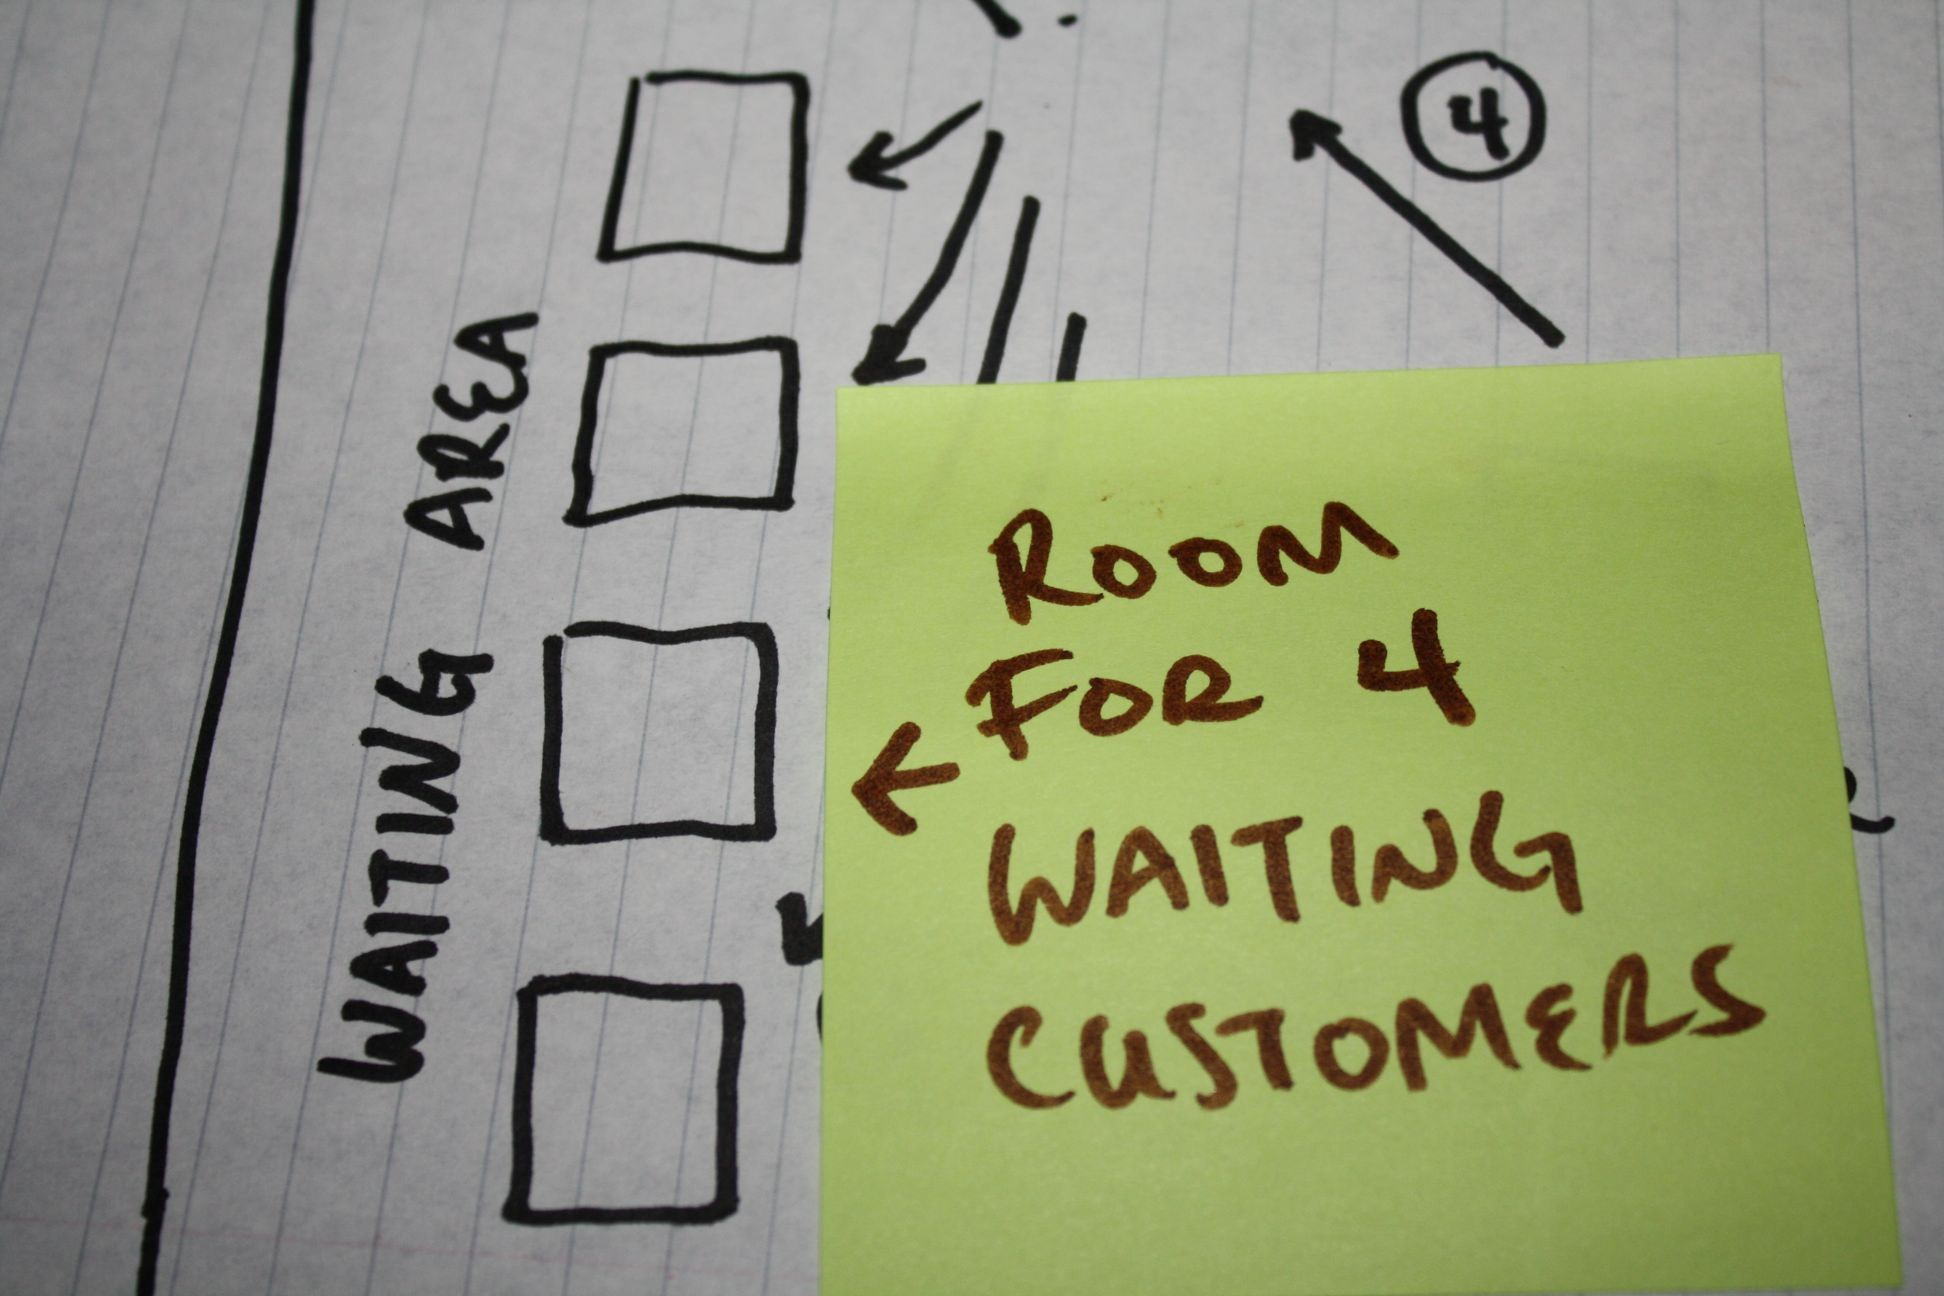 4
WAITING AREA
ROOM
FOR 4
WAITING
CUSTOMERS